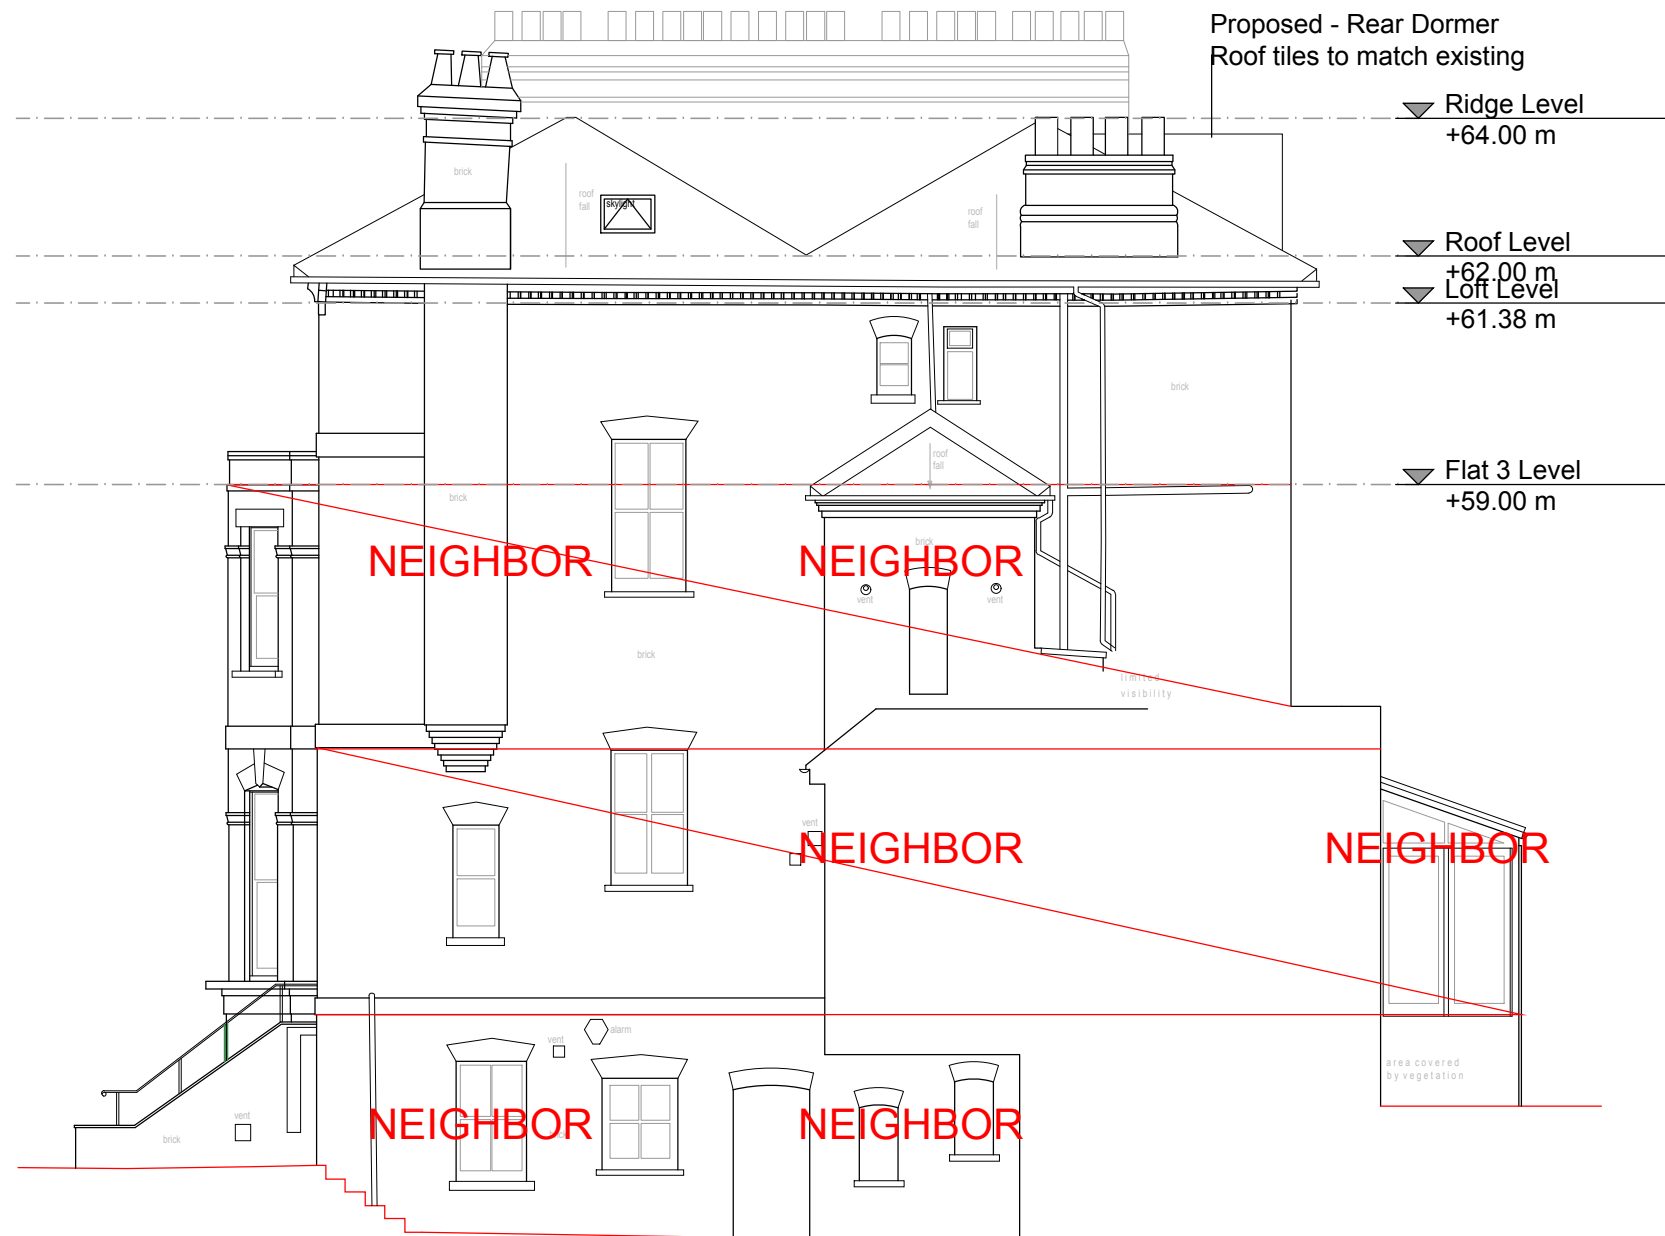 Proposed - Rear Dormer
Roof tiles to match existing
Ridge Level
+64.00 m
brick
roof
fall
skylight
roof
fall
Roof Level
+62.00 m
Loft Level
+61.38 m
brick
roof
fall
Flat 3 Level
+59.00 m
brick
brick
NEIGHBOR
NEIGHBOR
vent
vent
brick
limited
visibility
vent
NEIGHBOR
NEIGHBOR
alarm
vent
area covered
by vegetation
vent
brick
NEIGHBOR
brick
NEIGHBOR